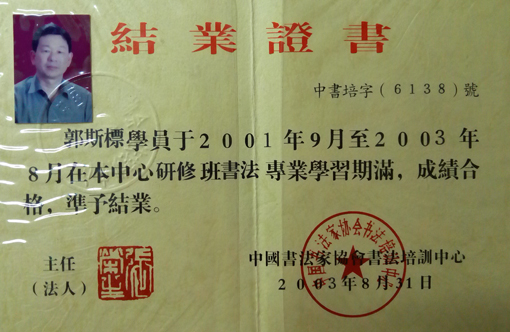 結業證書
中書培字(6138)號
郭斯標學員于2001年9月至2003年
8月在本中心研修班書法專業學習期滿，成績合
格，準予結業。
主任
(法人)
中國書法家協會書法培訓中心
2003年8月31日